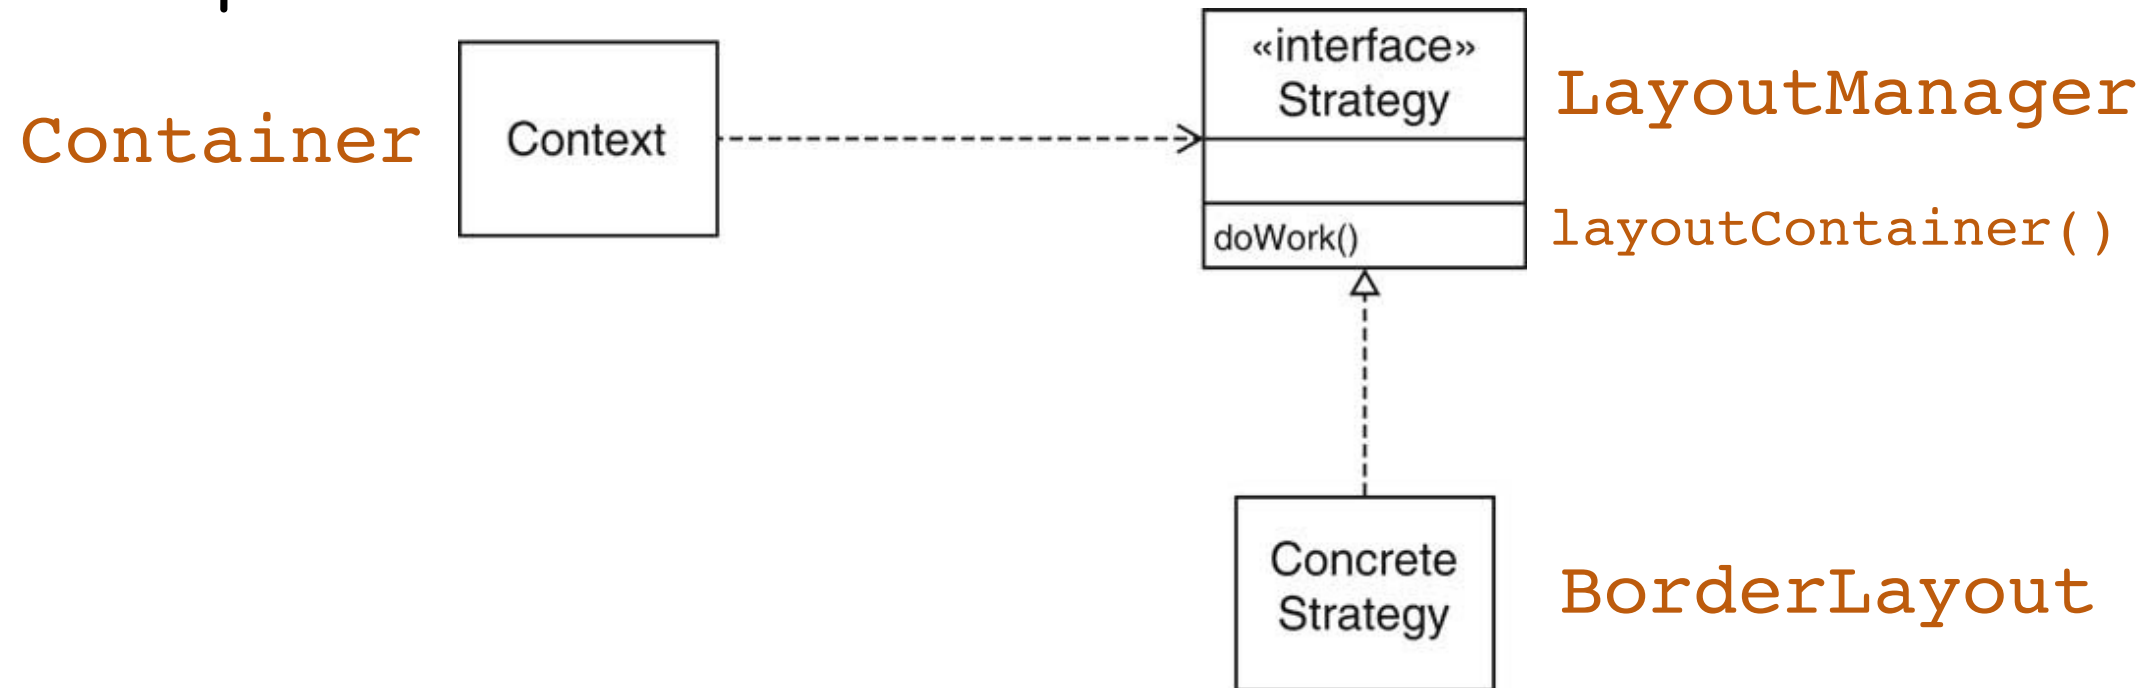 Container
Context
«interface»
Strategy
doWork()
LayoutManager
layoutContainer()
Concrete
Strategy
BorderLayout